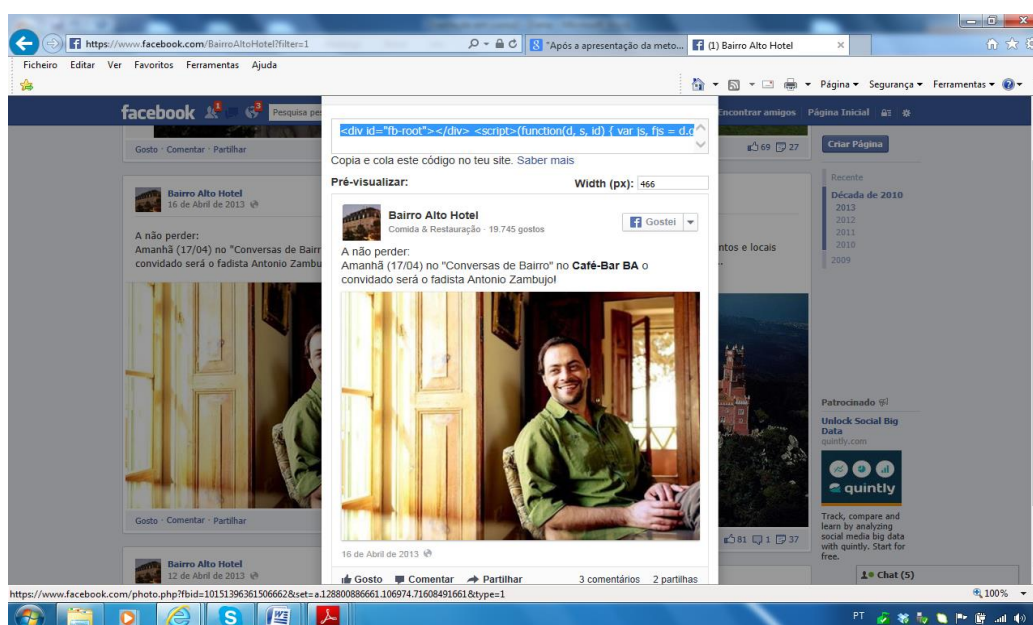 https://www.facebook.com/BairroAltoHotel?filter=1
"Após a apresentação da meto...
(1) Bairro Alto Hotel
Ficheiro Editar Ver Favoritos Ferramentas Ajuda
Página Segurança Ferramentas
facebook 1 3 Pesquisa pes
Encontrar amigos Página Inicial
<div id="fb-root"></div> <script>(function(d, s, id) { var js, fjs = d.g
Gosto · Comentar · Partilhar
69 27
Criar Página
Copia e cola este código no teu site. Saber mais
Pré-visualizar:
Width (px): 466
Recente
Década de 2010
2013
2012
2011
2010
2009
Bairro Alto Hotel
16 de Abril de 2013
A não perder:
Amanhã (17/04) no "Conversas de Bairr
convidado será o fadista Antonio Zambu
Bairro Alto Hotel
Comida & Restauração · 19.745 gostos
Gostei
A não perder:
Amanhã (17/04) no "Conversas de Bairro" no Café-Bar BA o
convidado será o fadista Antonio Zambujo!
ntos e locais
Patrocinado
Unlock Social Big
Data
quintly.com
quintly
Track, compare and
learn by analyzing
social media big data
with quintly. Start for
free.
Gosto · Comentar · Partilhar
81 1 37
16 de Abril de 2013
Gosto Comentar Partilhar
3 comentários 2 partilhas
Bairro Alto Hotel
12 de Abril de 2013
Chat (5)
https://www.facebook.com/photo.php?fbid=10151396361506662&set=a.128800886661.106974.71608491661&type=1
100%
PT